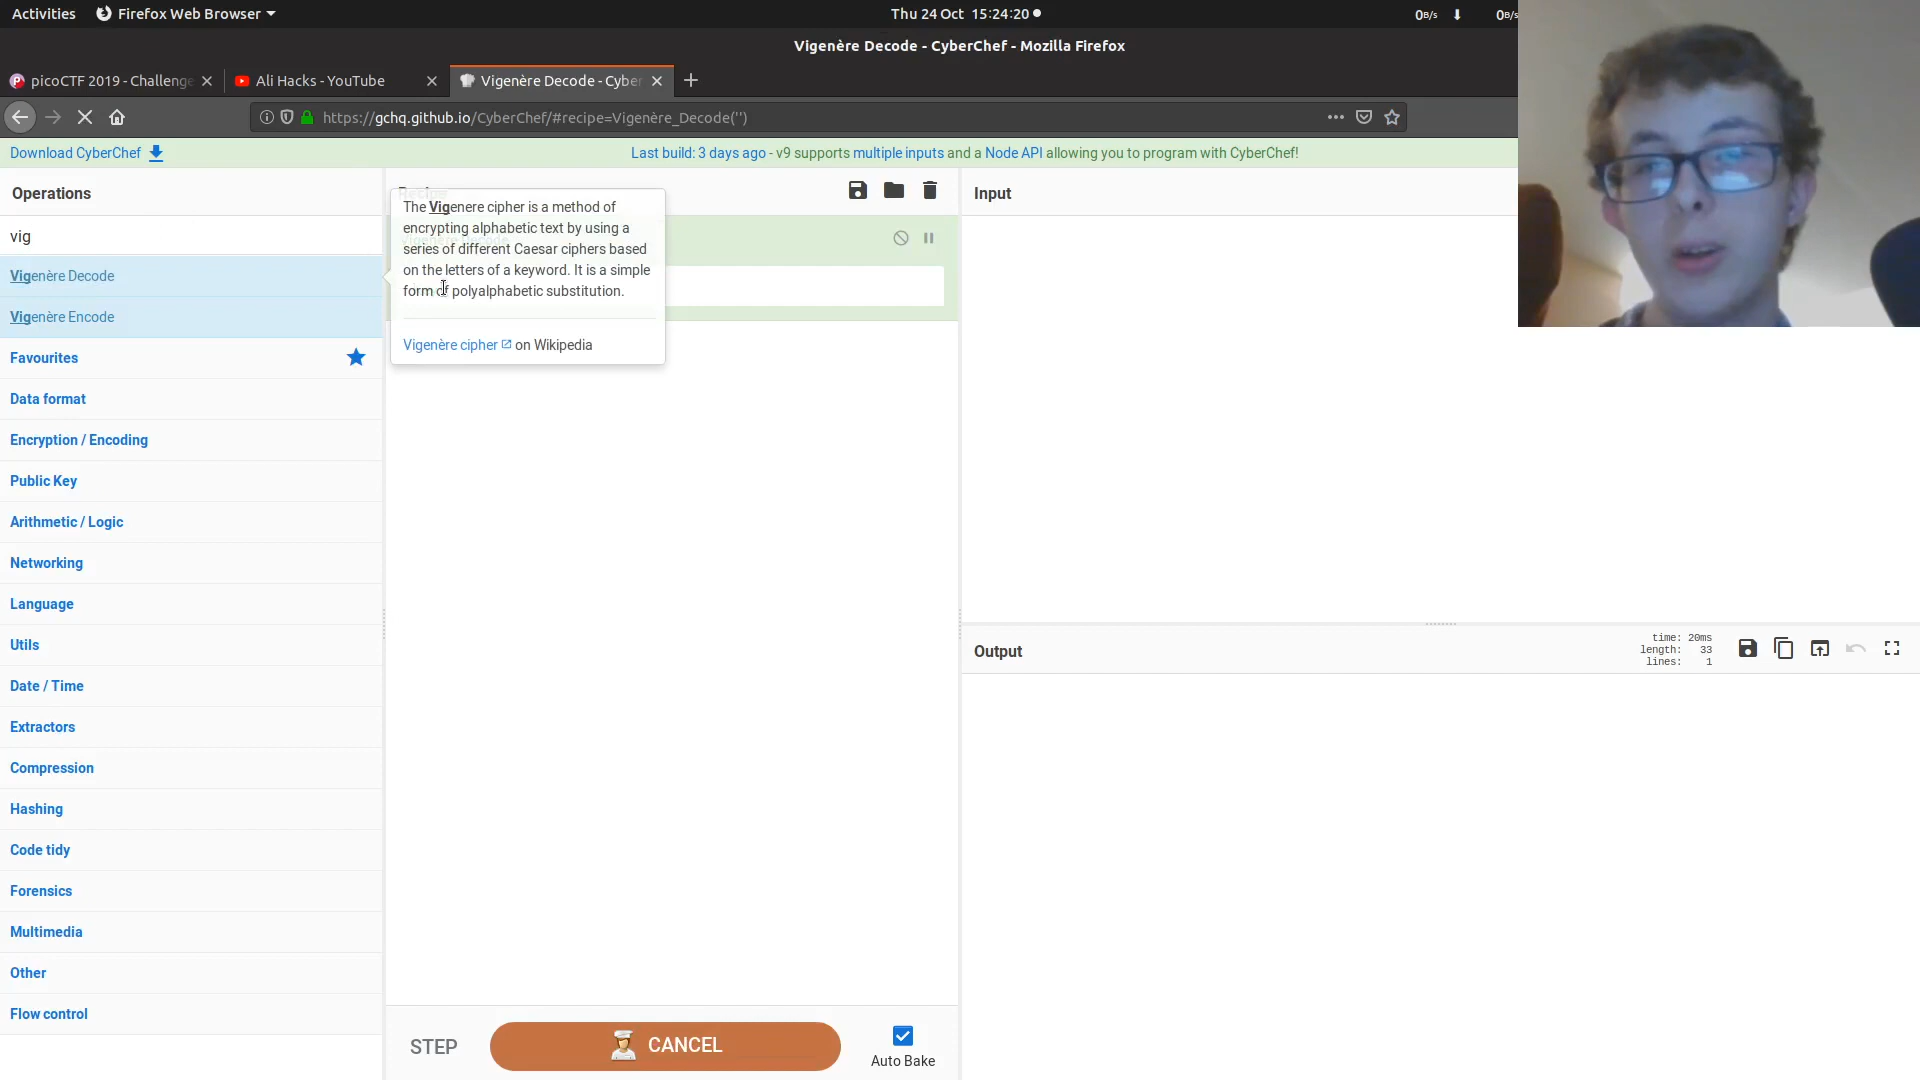 Activities
Firefox Web Browser
Thu 24 Oct 15:24:20
0B/s
0B/s
Vigenère Decode - CyberChef - Mozilla Firefox
picoCTF 2019 - Challenge
Ali Hacks - YouTube
Vigenère Decode - Cyber
https://gchq.github.io/CyberChef/#recipe=Vigenère_Decode('')
Download CyberChef
Last build: 3 days ago - v9 supports multiple inputs and a Node API allowing you to program with CyberChef!
Operations
Input
vig
The Vigenere cipher is a method of
encrypting alphabetic text by using a
series of different Caesar ciphers based
on the letters of a keyword. It is a simple
form of polyalphabetic substitution.
Vigenère cipher on Wikipedia
Vigenère Decode
Vigenère Encode
Favourites
Data format
Encryption / Encoding
Public Key
Arithmetic / Logic
Networking
Language
Utils
Date / Time
Extractors
Compression
Hashing
Code tidy
Forensics
Multimedia
Other
Flow control
Output
time: 20ms
length: 33
lines: 1
STEP
CANCEL
Auto Bake